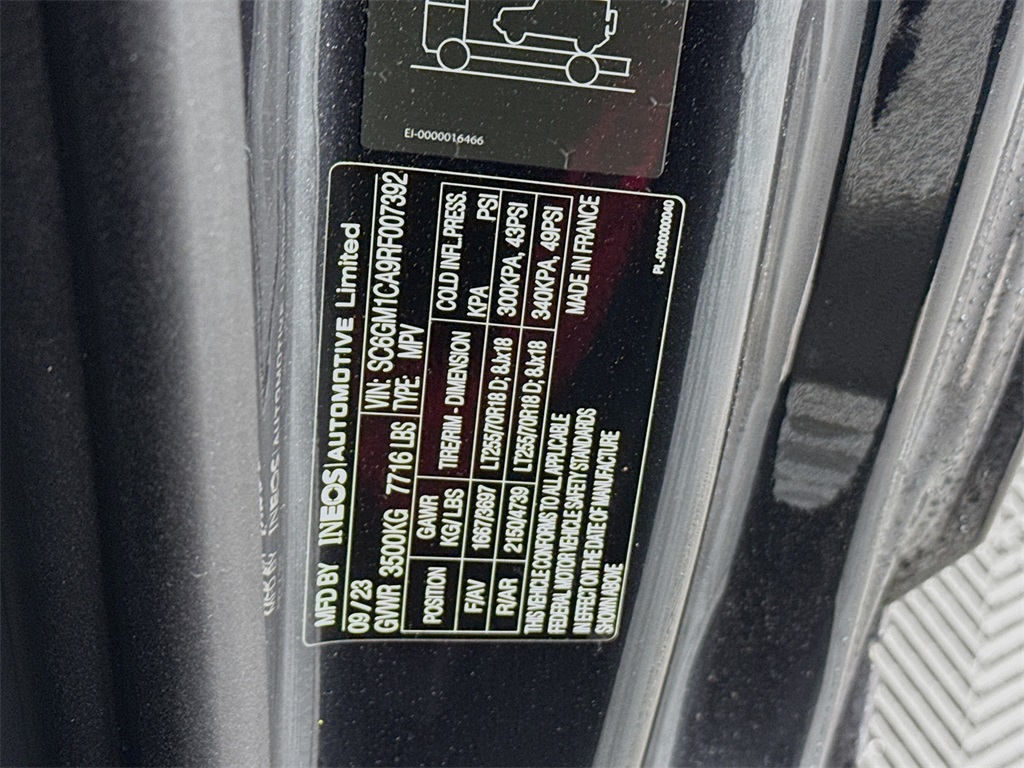 EI-0000016466
MFD BY INEOS|AUTOMOTIVE Limited
09 / 23 VIN: SC6GM1CA9RF007392
GWVR 3500KG 7716 LBS TYPE: MPV
POSITION GAWR KG/ LBS TIRE/RIM - DIMENSION COLD INFL.PRESS. KPA PSI
F/AV 1667/3697 LT255/70R18 D; 8Jx18 300KPA, 43PSI
R/AR 2150/4739 LT255/70R18 D; 8Jx18 340KPA, 49PSI
THIS VEHICLE CONFORMS TO ALL APPLICABLE
FEDERAL MOTOR VEHICLE SAFETY STANDARDS
IN EFFECT ON THE DATE OF MANUFACTURE
SHOWN ABOVE
MADE IN FRANCE
PL-0000000040